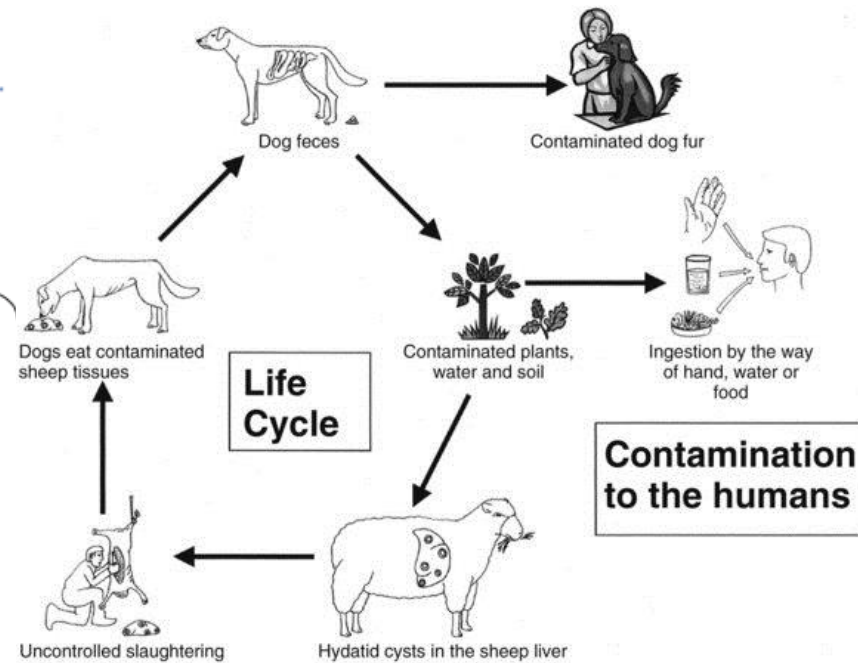 Dog feces
Contaminated dog fur
Dogs eat contaminated
sheep tissues
Life
Cycle
Contaminated plants,
water and soil
Ingestion by the way
of hand, water or
food
Contamination
to the humans
Uncontrolled slaughtering
Hydatid cysts in the sheep liver